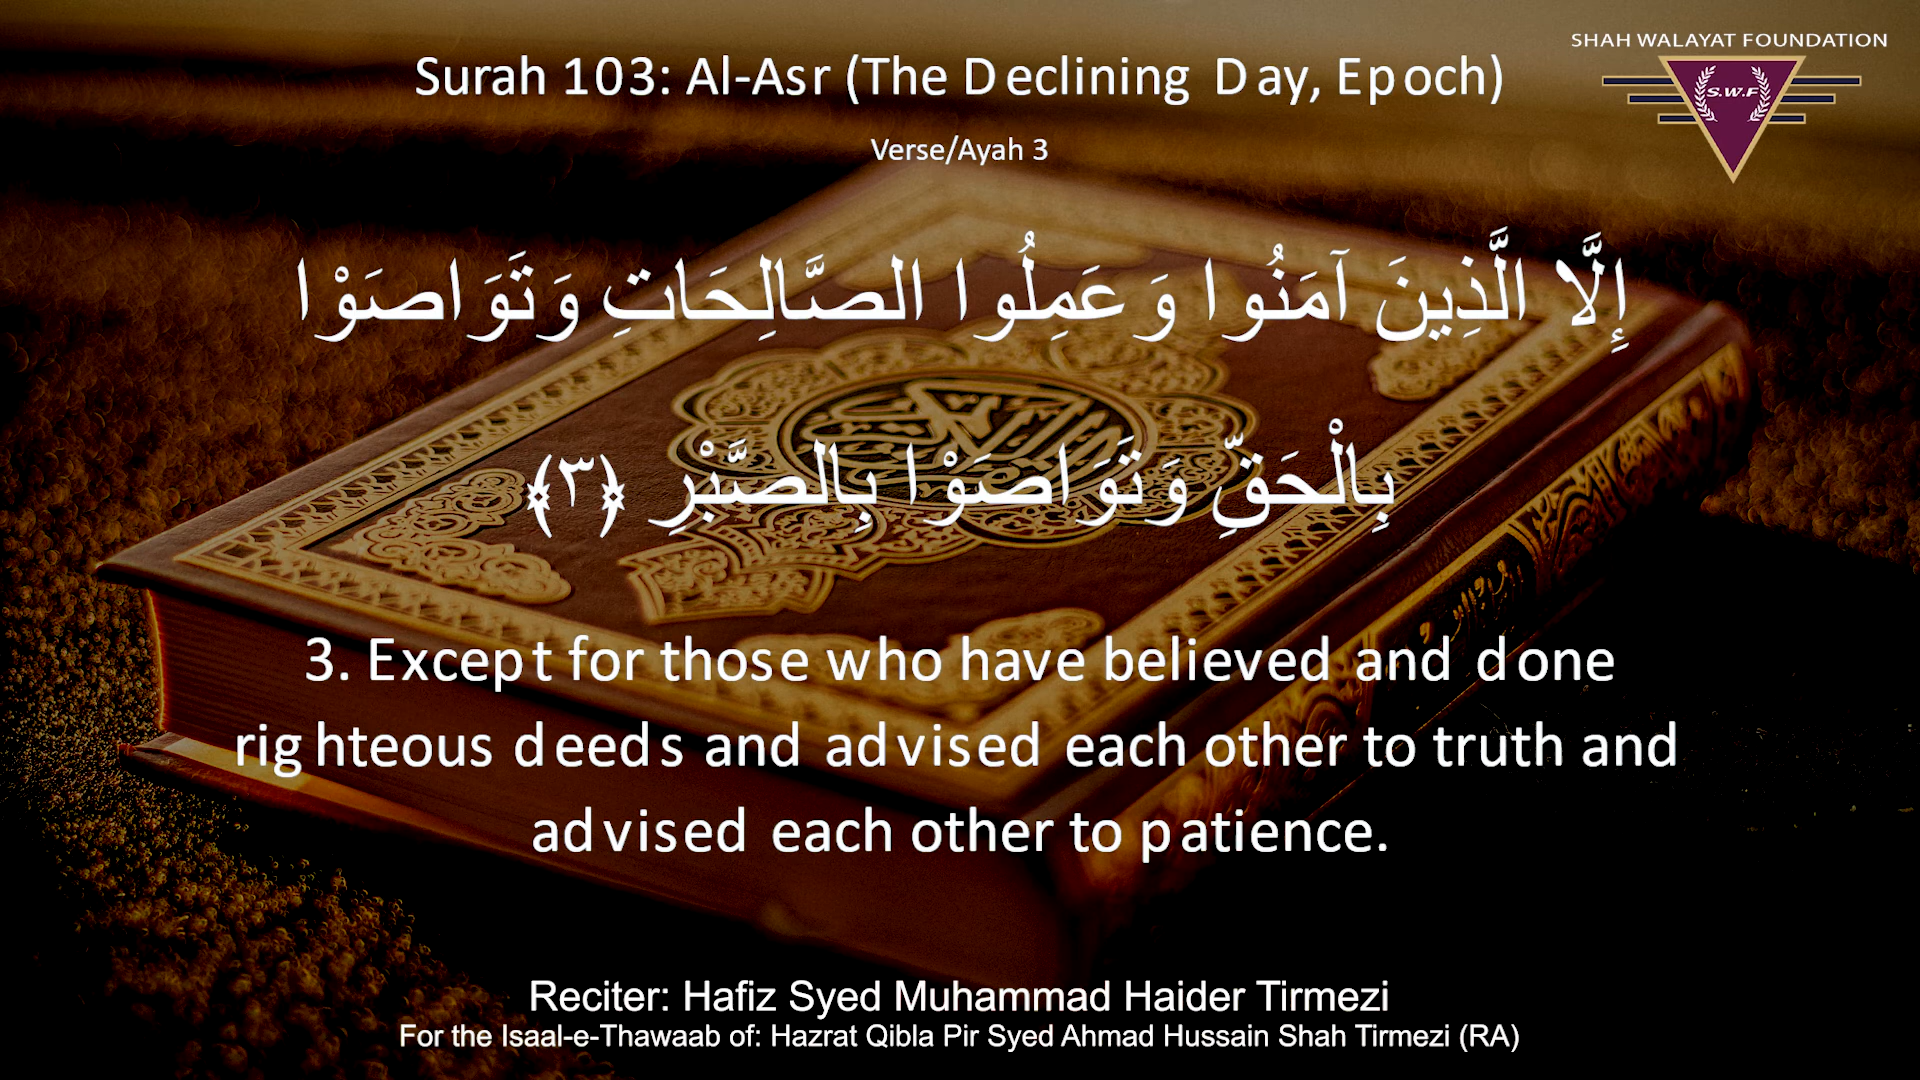 SHAH WALAYAT FOUNDATION
S.W.F
Surah 103: Al-Asr (The Declining Day, Epoch)
Verse/Ayah 3
إِلَّا الَّذِينَ آمَنُوا وَعَمِلُوا الصَّالِحَاتِ وَتَوَاصَوْا
بِالْحَقِّ وَتَوَاصَوْا بِالصَّبْرِ ﴿٣﴾
3. Except for those who have believed and done
righteous deeds and advised each other to truth and
advised each other to patience.
Reciter: Hafiz Syed Muhammad Haider Tirmezi
For the Isaal-e-Thawaab of: Hazrat Qibla Pir Syed Ahmad Hussain Shah Tirmezi (RA)